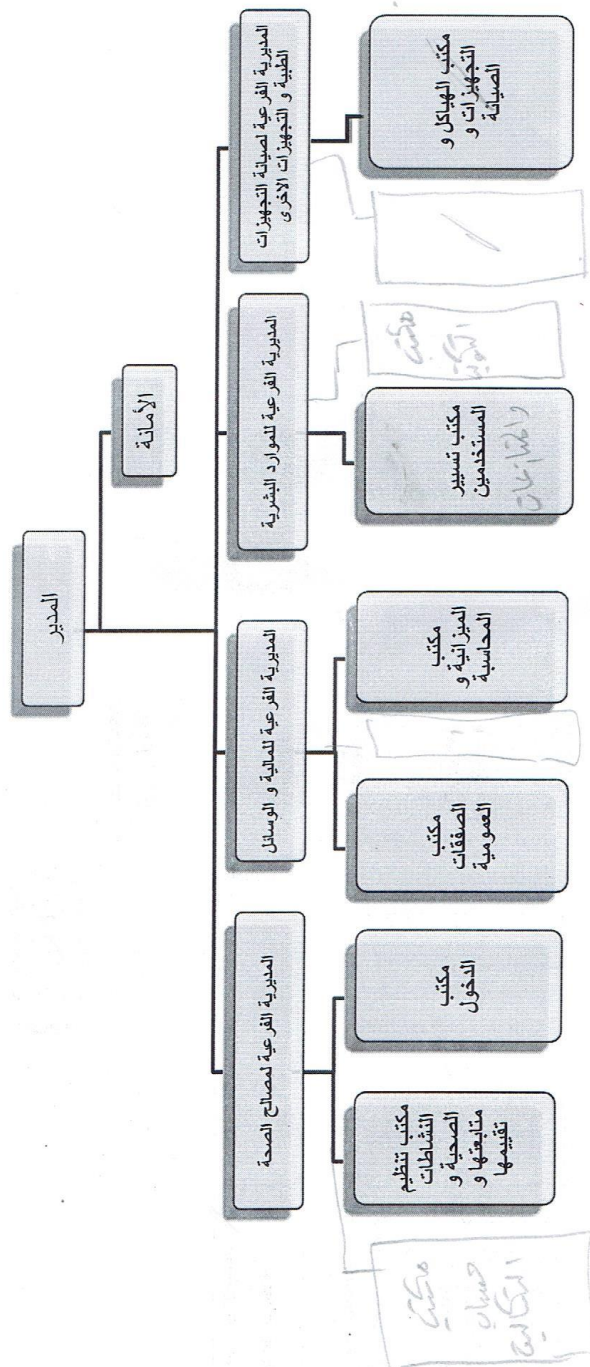 المدير
الأمانة
المديرية الفرعية لصيانة التجهيزات
الطبية و التجهيزات الاخرى
المديرية الفرعية للموارد البشرية
المديرية الفرعية للمالية و الوسائل
المديرية الفرعية لمصالح الصحة
مكتب الهياكل و
التجهيزات و
الصيانة
مكتب
التكوين
مكتب تسيير
المستخدمين
والمنازعات
مكتب
الميزانية و
المحاسبة
مكتب
الصفقات
العمومية
مكتب
الدخول
مكتب تنظيم
النشاطات
الصحية و
متابعتها و
تقييمها
مكتب
حساب
التكاليف